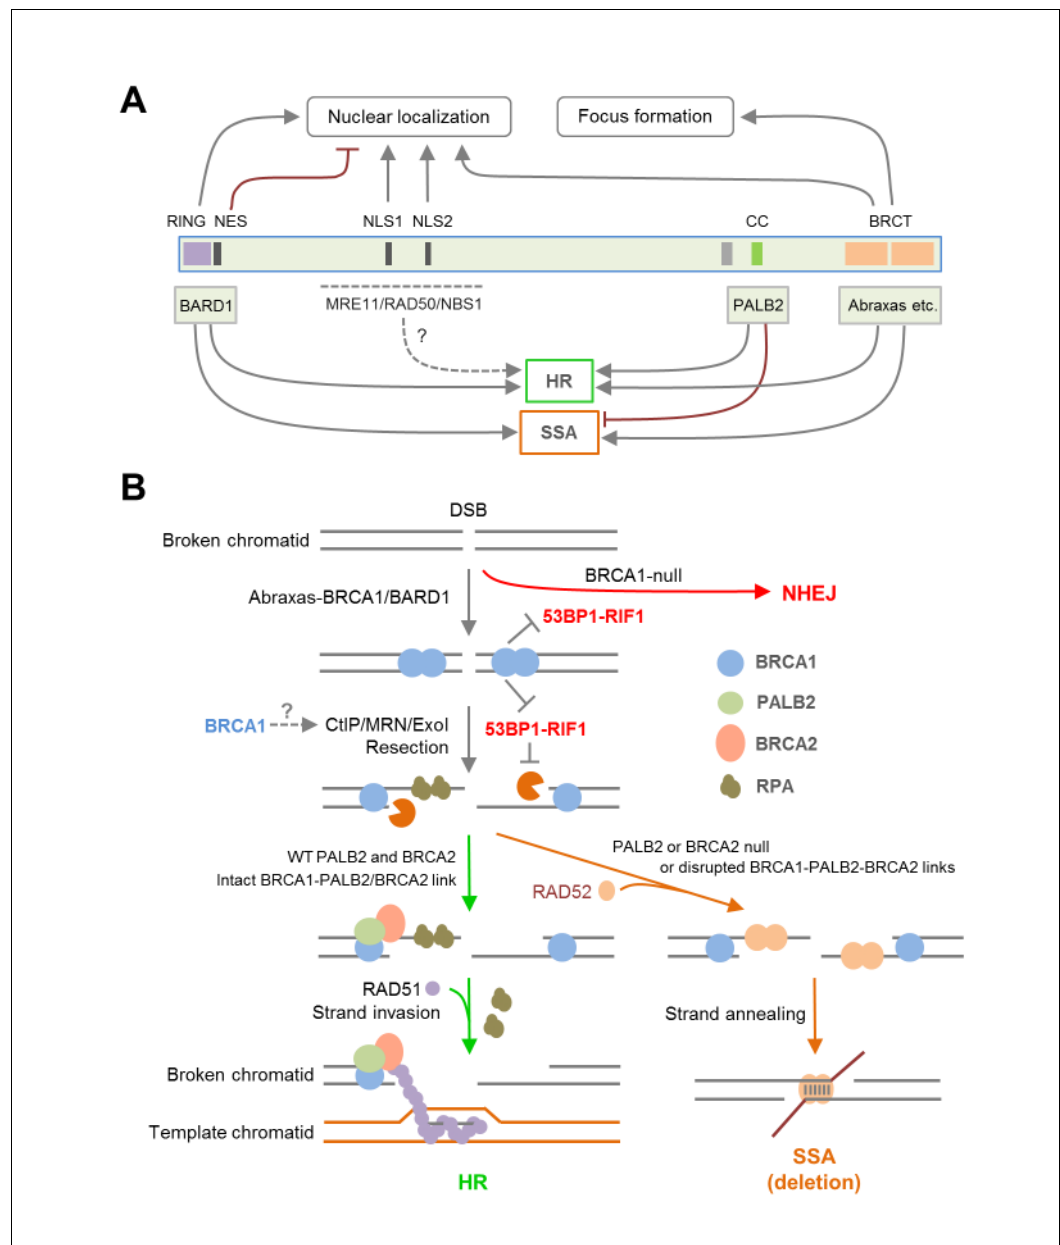 A
Nuclear localization
Focus formation
RING
NES
NLS1
NLS2
CC
BRCT
BARD1
MRE11/RAD50/NBS1
PALB2
Abraxas etc.
?
HR
SSA
B
DSB
Broken chromatid
BRCA1-null
NHEJ
Abraxas-BRCA1/BARD1
53BP1-RIF1
BRCA1
PALB2
BRCA2
RPA
BRCA1
?
CtIP/MRN/ExoI
Resection
53BP1-RIF1
WT PALB2 and BRCA2
Intact BRCA1-PALB2/BRCA2 link
PALB2 or BRCA2 null
or disrupted BRCA1-PALB2-BRCA2 links
RAD52
RAD51
Strand invasion
Strand annealing
Broken chromatid
Template chromatid
HR
SSA
(deletion)